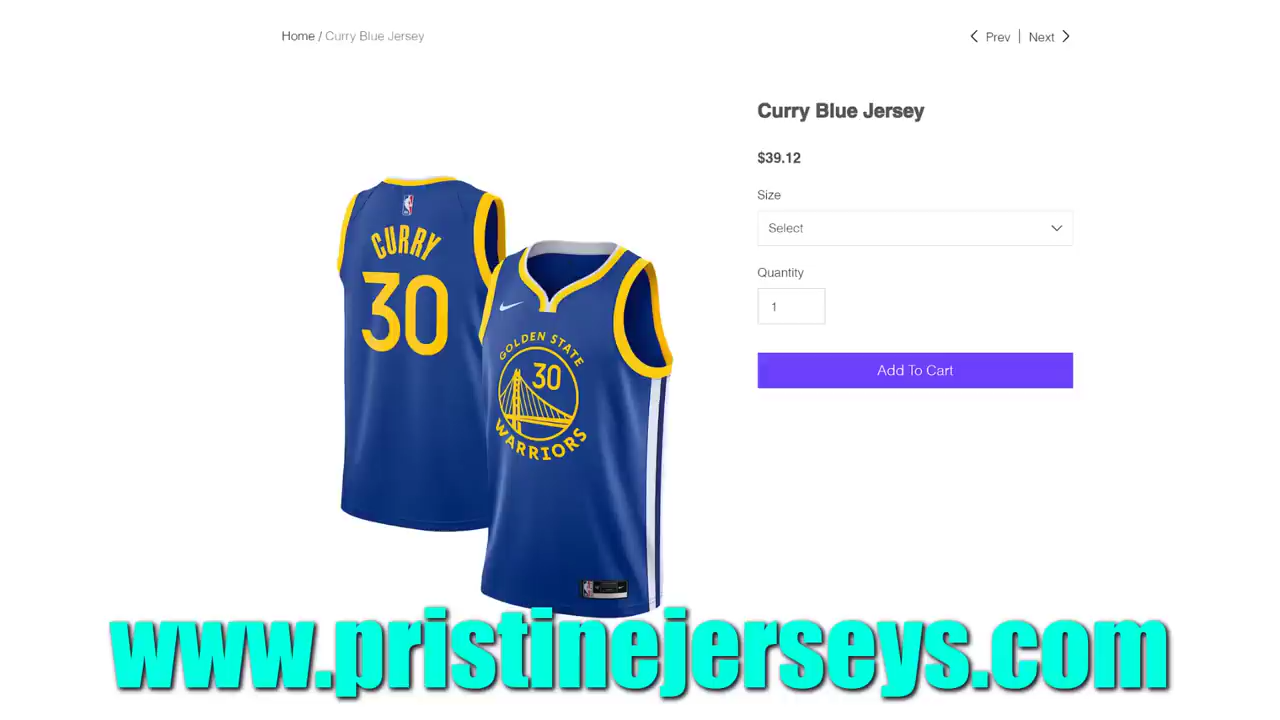 Home / Curry Blue Jersey
Prev | Next
Curry Blue Jersey
$39.12
Size
Select
Quantity
1
Add To Cart
CURRY
30
GOLDEN STATE
30
WARRIORS
www.pristinejerseys.com